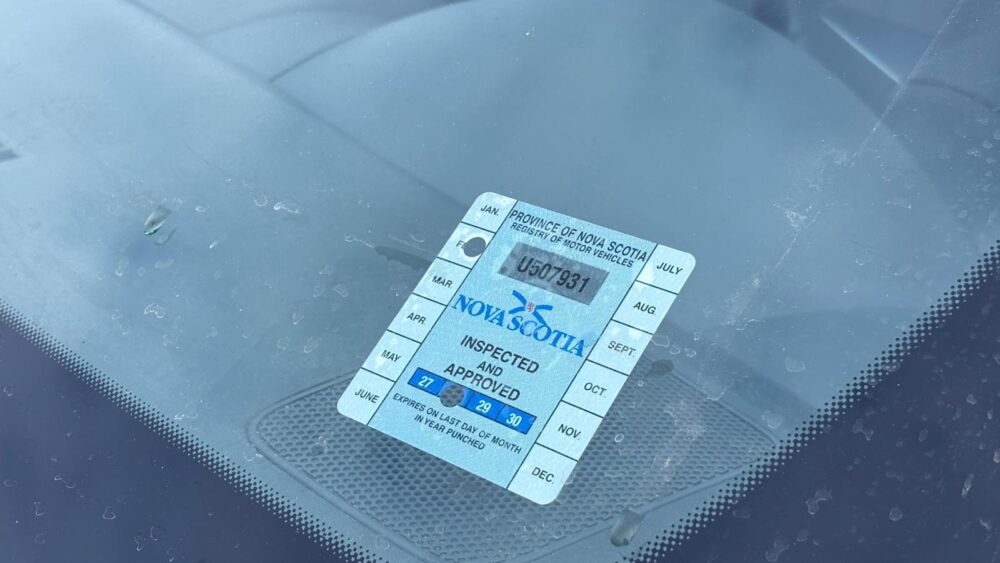 PROVINCE OF NOVA SCOTIA
REGISTRY OF MOTOR VEHICLES
U507931
NOVA SCOTIA
INSPECTED
AND
APPROVED
27 29 30
EXPIRES ON LAST DAY OF MONTH
IN YEAR PUNCHED
JAN.
MAR
APR.
MAY
JUNE
JULY
AUG.
SEPT.
OCT
NOV.
DEC.